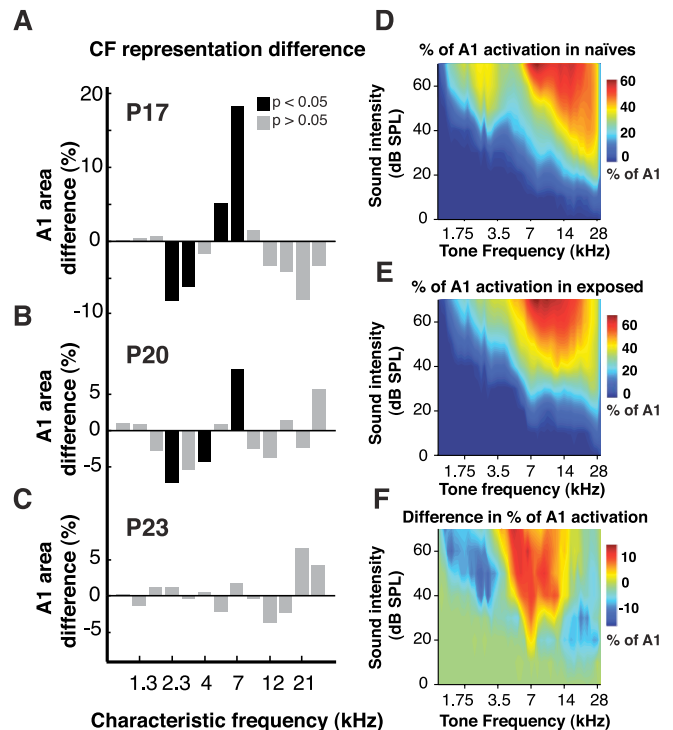 A
CF representation difference
P17
p < 0.05
p > 0.05
A1 area
difference (%)
20
10
0
-10
B
P20
A1 area
difference (%)
5
0
-5
C
P23
A1 area
difference (%)
5
0
-5
1.3 2.3 4 7 12 21
Characteristic frequency (kHz)
D
% of A1 activation in naïves
Sound intensity
(dB SPL)
60
40
20
0
60
40
20
0
% of A1
1.75 3.5 7 14 28
Tone Frequency (kHz)
E
% of A1 activation in exposed
Sound intensity
(dB SPL)
60
40
20
0
60
40
20
0
% of A1
1.75 3.5 7 14 28
Tone frequency (kHz)
F
Difference in % of A1 activation
Sound intensity
(dB SPL)
60
40
20
0
10
0
-10
% of A1
1.75 3.5 7 14 28
Tone Frequency (kHz)